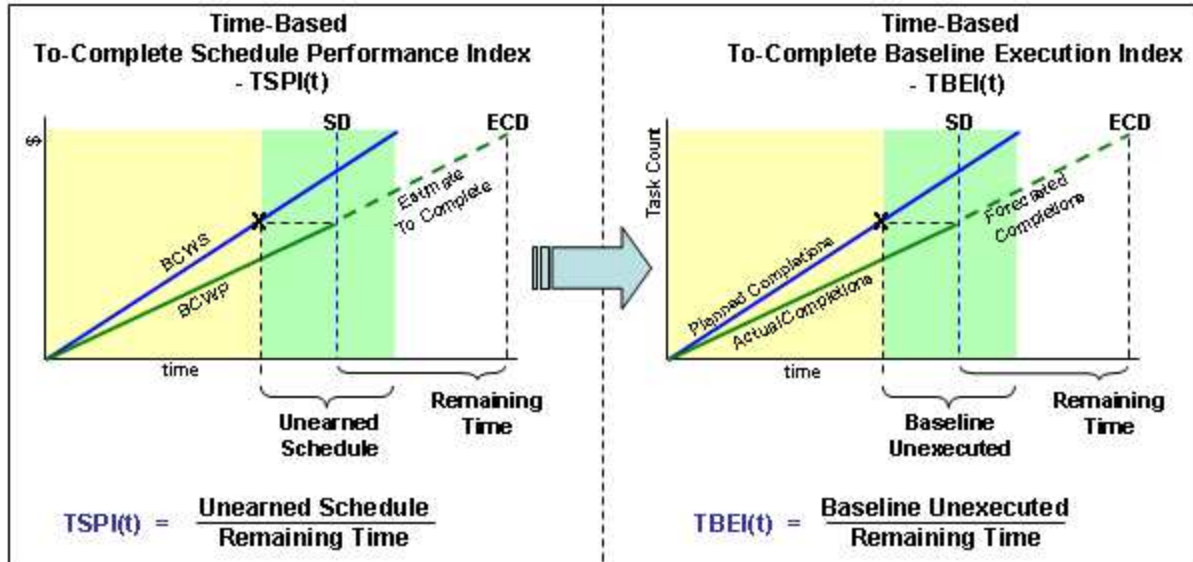 Time-Based
To-Complete Schedule Performance Index
- TSPI(t)
$
SD
ECD
Estimate
To Complete
BCWS
BCWP
X
time
Unearned
Schedule
Remaining
Time
TSPI(t) = Unearned Schedule
Remaining Time
Time-Based
To-Complete Baseline Execution Index
- TBEI(t)
Task Count
SD
ECD
Forecasted
Completions
Planned Completions
Actual Completions
X
time
Baseline
Unexecuted
Remaining
Time
TBEI(t) = Baseline Unexecuted
Remaining Time